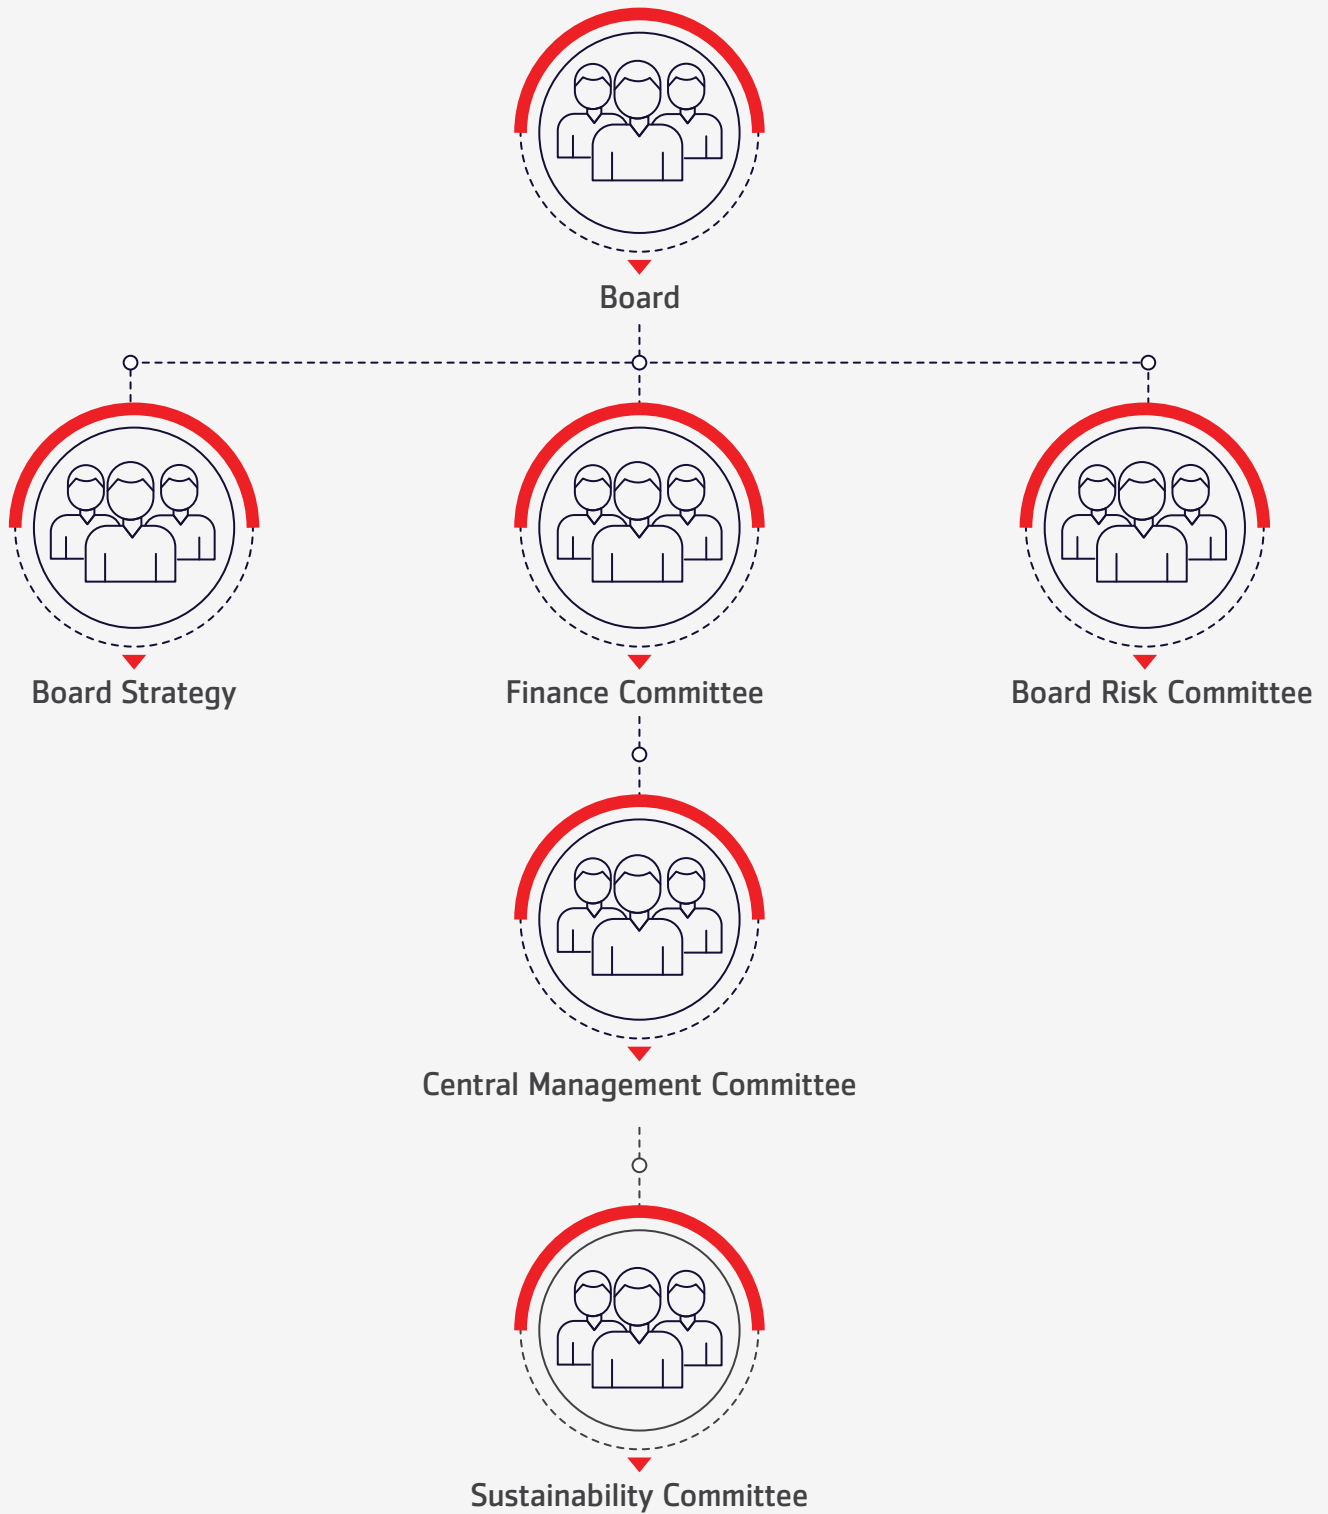 Board
Board Strategy
Finance Committee
Board Risk Committee
Central Management Committee
Sustainability Committee